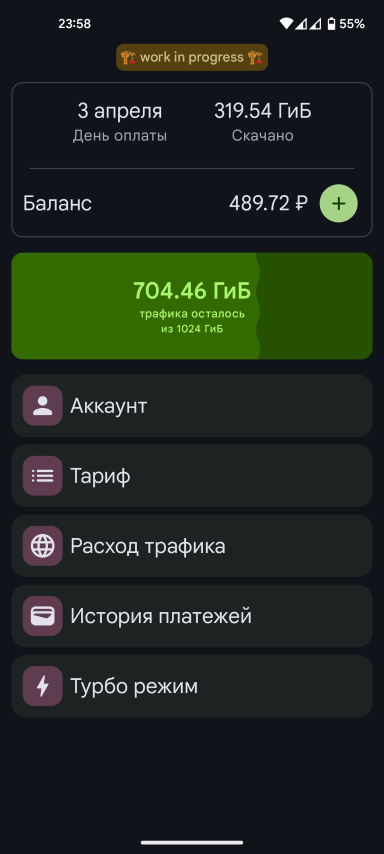 23:58
55%
🏗️ work in progress 🏗️
3 апреля
319.54 ГиБ
День оплаты
Скачано
Баланс
489.72 ₽
704.46 ГиБ
трафика осталось
из 1024 ГиБ
Аккаунт
Тариф
Расход трафика
История платежей
Турбо режим